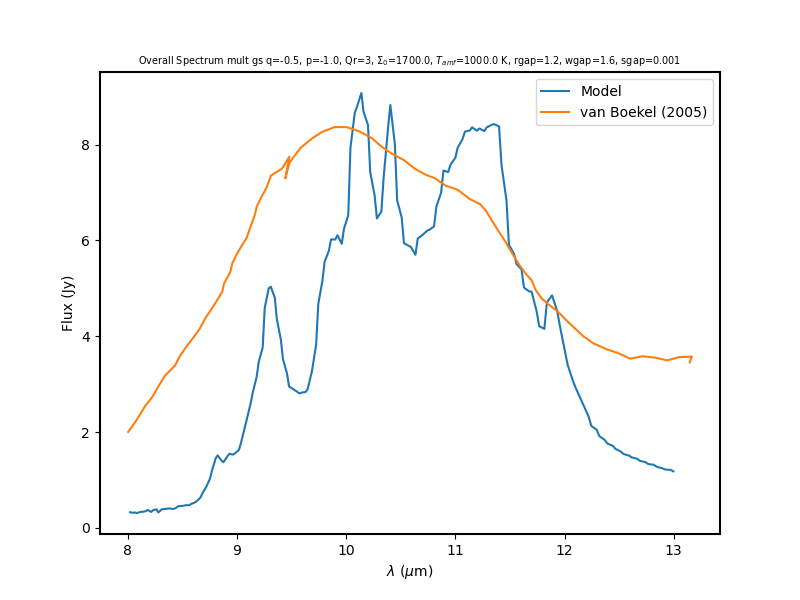 Overall Spectrum mult gs q=-0.5, p=-1.0, Qr=3, Σ₀=1700.0, T_amf=1000.0 K, rgap=1.2, wgap=1.6, sgap=0.001
Model
van Boekel (2005)
Flux (Jy)
8
6
4
2
0
8 9 10 11 12 13
λ (μm)